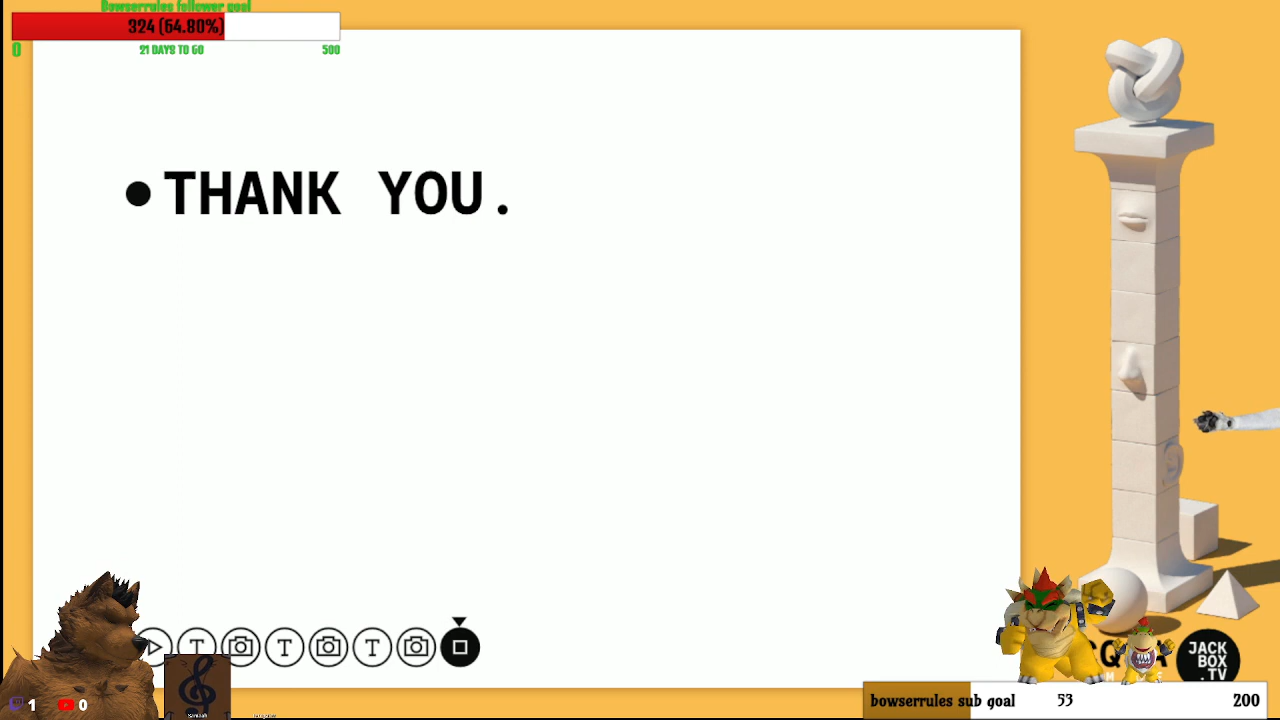 Bowserrules follower goal
324 (64.80%)
0
21 DAYS TO GO
500
•THANK YOU.
T
T
T
JACK
BOX
.TV
1
0
bowserrules sub goal
53
200